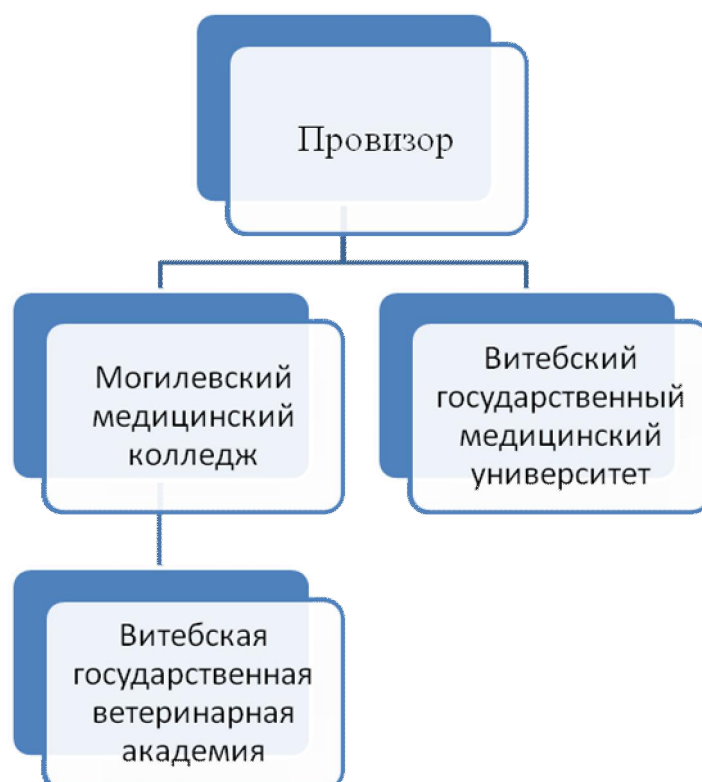 Провизор
Могилевский
медицинский
колледж
Витебский
государственный
медицинский
университет
Витебская
государственная
ветеринарная
академия